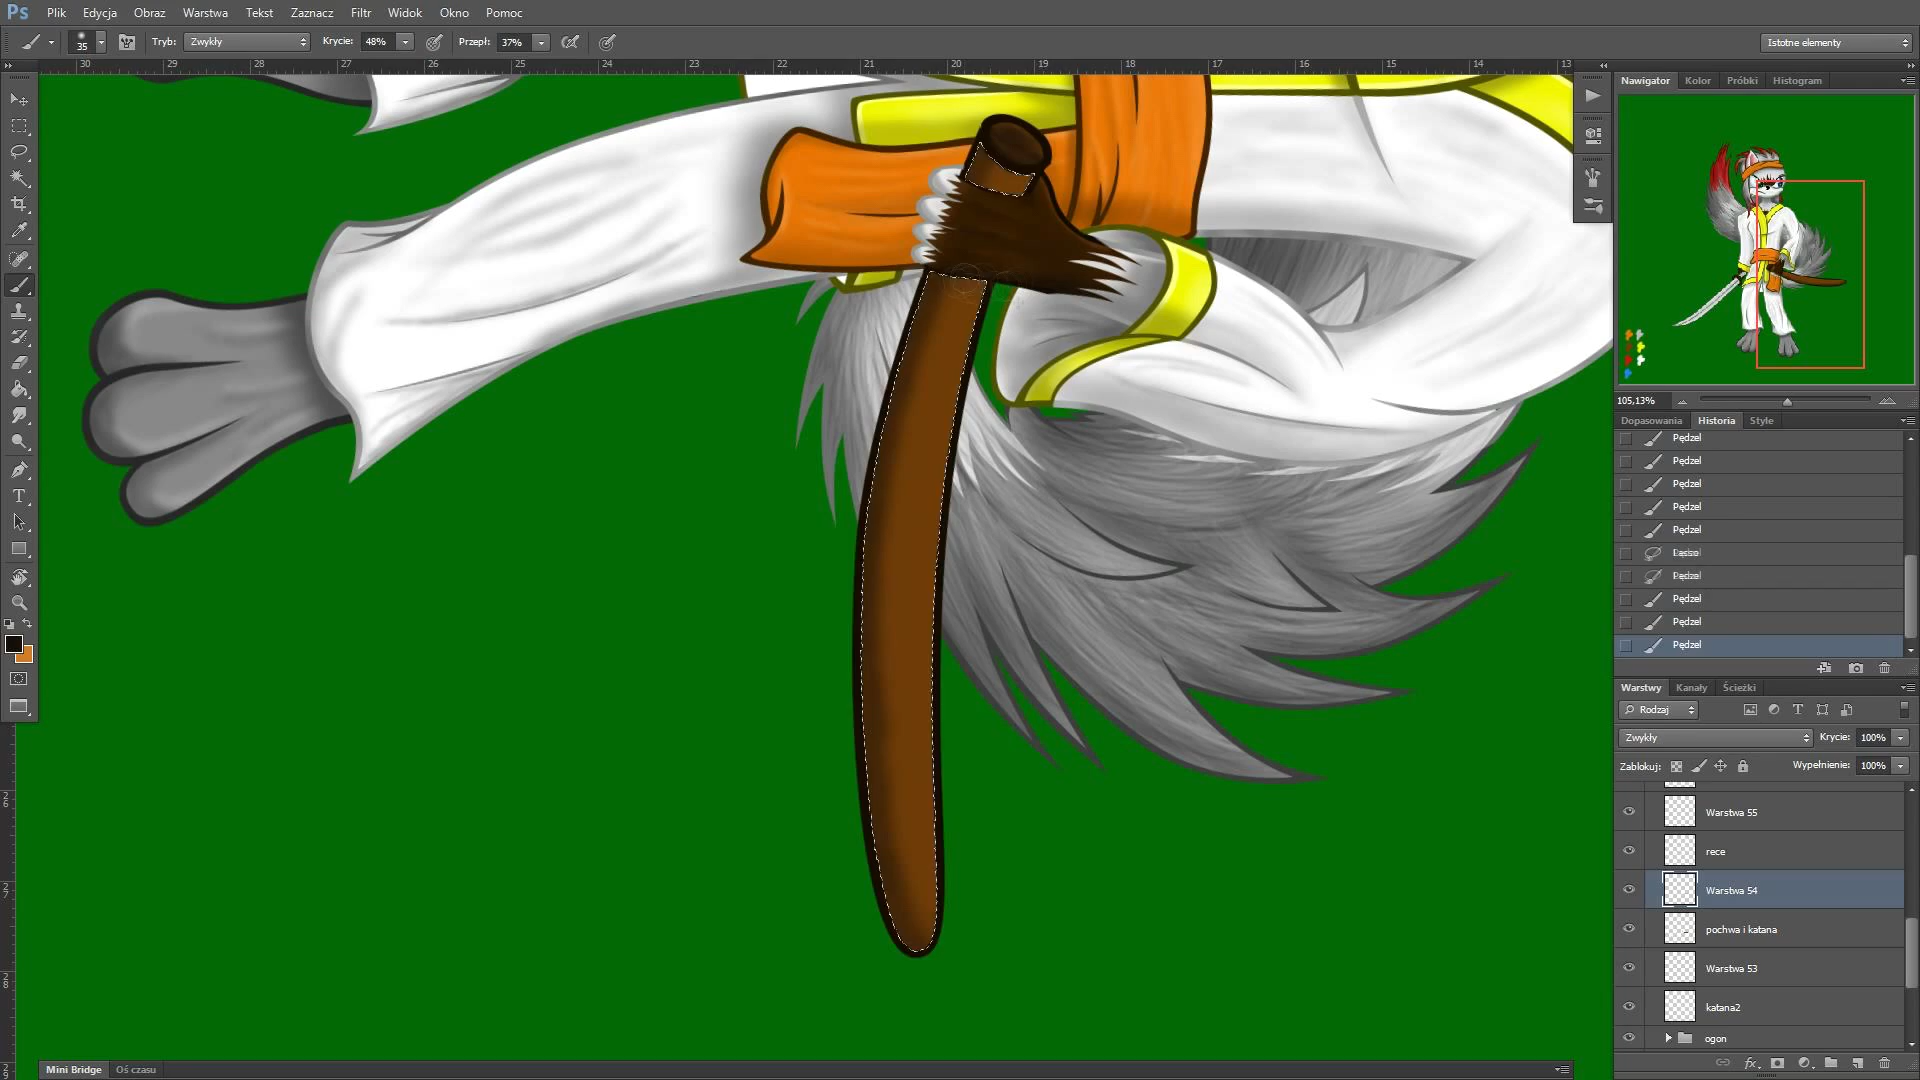 Ps Plik Edycja Obraz Warstwa Tekst Zaznacz Filtr Widok Okno Pomoc
35 Tryb: Zwykły Krycie: 48% Przepł: 37% Istotne elementy
30 29 28 27 26 25 24 23 22 21 20 19 18 17 16 15 14 13
Nawigator Kolor Próbki Histogram
105,13%
Dopasowania Historia Style
Pędzel
Pędzel
Pędzel
Pędzel
Pędzel
Pędzel
Pędzel
Pędzel
Warstwy Kanały Ścieżki
Rodzaj
Zwykły Krycie: 100%
Zablokuj: Wypełnienie: 100%
Warstwa 55
rece
Warstwa 54
pochwa i katana
Warstwa 53
katana2
ogon
26
27
28
29
Mini Bridge Oś czasu